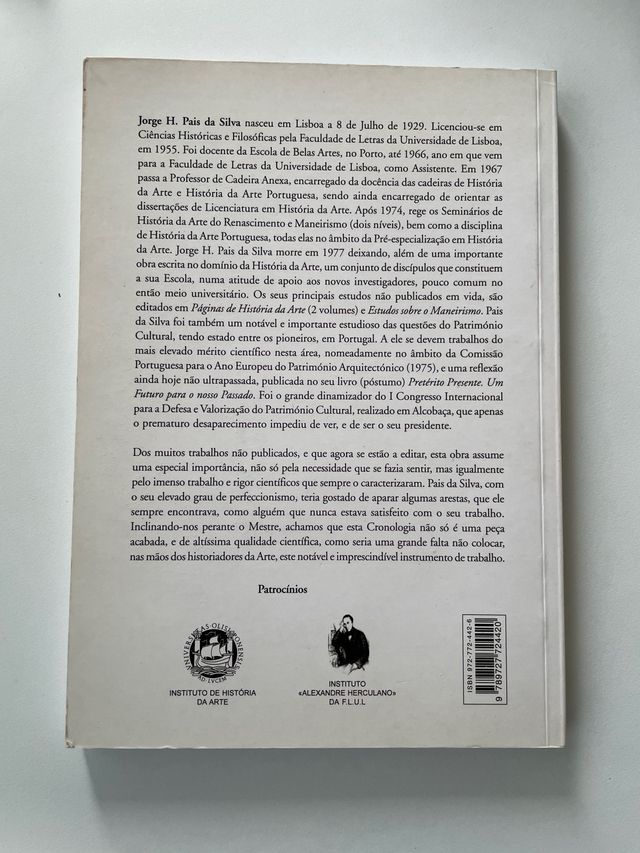 Jorge H. Pais da Silva nasceu em Lisboa a 8 de Julho de 1929. Licenciou-se em
Ciências Históricas e Filosóficas pela Faculdade de Letras da Universidade de Lisboa,
em 1955. Foi docente da Escola de Belas Artes, no Porto, até 1966, ano em que vem
para a Faculdade de Letras da Universidade de Lisboa, como Assistente. Em 1967
passa a Professor de Cadeira Anexa, encarregado da docência das cadeiras de História
da Arte e História da Arte Portuguesa, sendo ainda encarregado de orientar as
dissertações de Licenciatura em História da Arte. Após 1974, rege os Seminários de
História da Arte do Renascimento e Maneirismo (dois níveis), bem como a disciplina
de História da Arte Portuguesa, todas elas no âmbito da Pré-especialização em História
da Arte. Jorge H. Pais da Silva morre em 1977 deixando, além de uma importante
obra escrita no domínio da História da Arte, um conjunto de discípulos que constituem
a sua Escola, numa atitude de apoio aos novos investigadores, pouco comum no
então meio universitário. Os seus principais estudos não publicados em vida, são
editados em Páginas de História da Arte (2 volumes) e Estudos sobre o Maneirismo. Pais
da Silva foi também um notável e importante estudioso das questões do Património
Cultural, tendo estado entre os pioneiros, em Portugal. A ele se devem trabalhos do
mais elevado mérito científico nesta área, nomeadamente no âmbito da Comissão
Portuguesa para o Ano Europeu do Património Arquitectónico (1975), e uma reflexão
ainda hoje não ultrapassada, publicada no seu livro (póstumo) Pretérito Presente. Um
Futuro para o nosso Passado. Foi o grande dinamizador do I Congresso Internacional
para a Defesa e Valorização do Património Cultural, realizado em Alcobaça, que apenas
o prematuro desaparecimento impediu de ver, e de ser o seu presidente.
Dos muitos trabalhos não publicados, e que agora se estão a editar, esta obra assume
uma especial importância, não só pela necessidade que se fazia sentir, mas igualmente
pelo imenso trabalho e rigor científicos que sempre o caracterizaram. Pais da Silva, com
o seu elevado grau de perfeccionismo, teria gostado de aparar algumas arestas, que ele
sempre encontrava, como alguém que nunca estava satisfeito com o seu trabalho.
Inclinando-nos perante o Mestre, achamos que esta Cronologia não só é uma peça
acabada, e de altíssima qualidade científica, como seria uma grande falta não colocar,
nas mãos dos historiadores da Arte, este notável e imprescindível instrumento de trabalho.
Patrocínios
UNIVERSITAS OLISIPONENSIS
AD LVCEM
INSTITUTO DE HISTÓRIA
DA ARTE
INSTITUTO
«ALEXANDRE HERCULANO»
DA F.L.U.L
ISBN 972-772-442-6
9 789727 724420